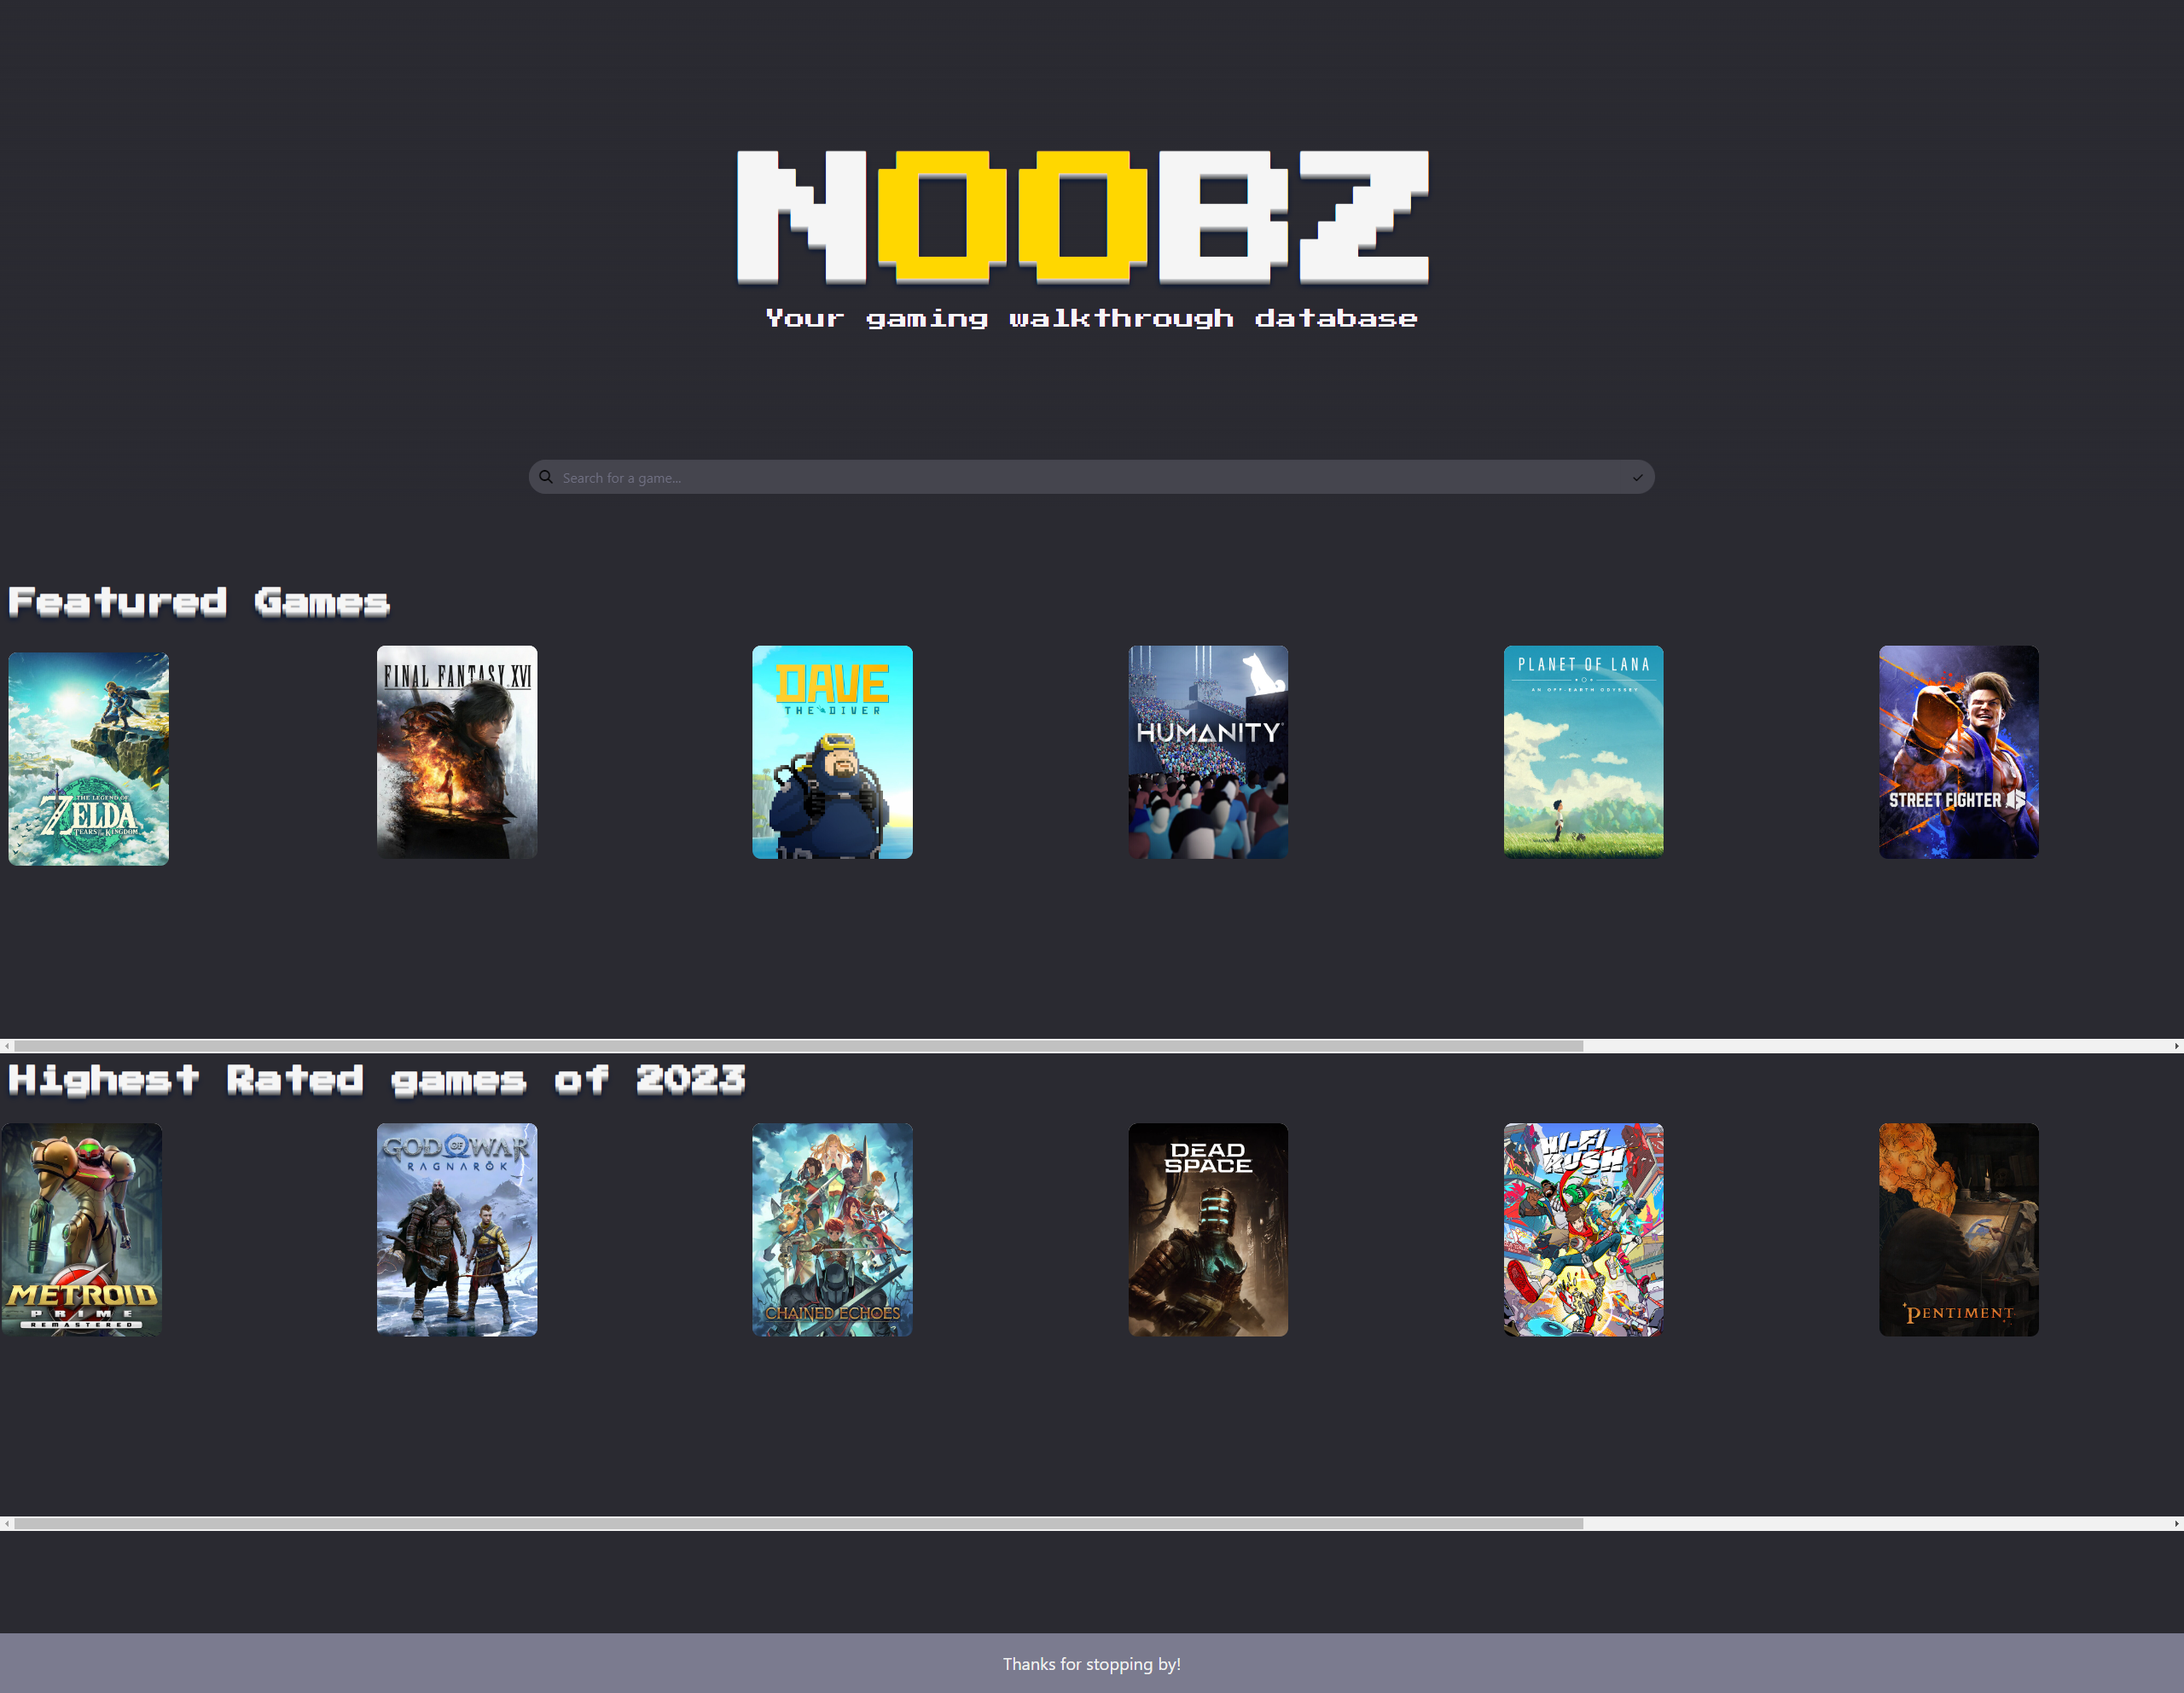 NOOBZ
Your gaming walkthrough database
Search for a game...
Featured Games
THE LEGEND OF
ZELDA
TEARS OF THE KINGDOM
FINAL FANTASY XVI
DAVE
THE DIVER
HUMANITY
PLANET OF LANA
AN OFF-EARTH ODYSSEY
STREET FIGHTER 6
Highest Rated games of 2023
METROID
PRIME
REMASTERED
GOD OF WAR
RAGNARÖK
CHAINED ECHOES
DEAD
SPACE
HI-FI
RUSH
PENTIMENT
Thanks for stopping by!